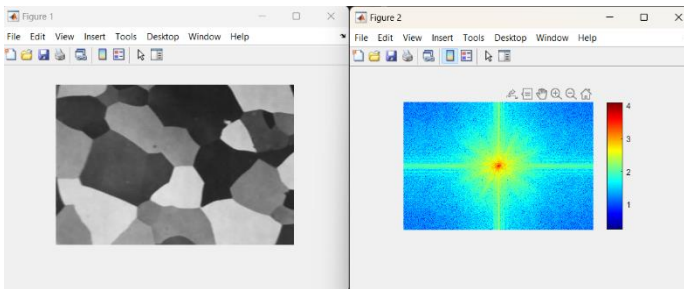 Figure 1
File Edit View Insert Tools Desktop Window Help
Figure 2
File Edit View Insert Tools Desktop Window Help
4
3
2
1